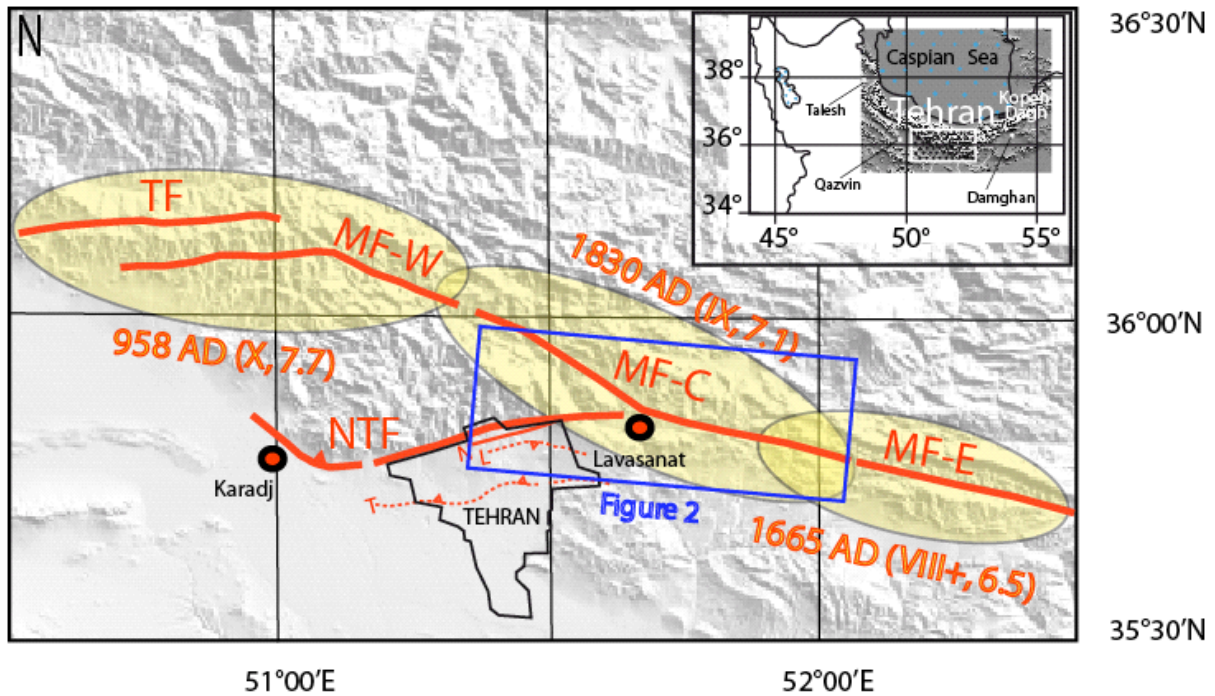 N
36°30′N
Caspian Sea
38°
Talesh
Tehran
Kopeh
Dagh
36°
Qazvin
Damghan
34°
45°
50°
55°
TF
MF-W
1830 AD (IX, 7.1)
36°00′N
958 AD (X, 7.7)
MF-C
NTF
MF-E
Karadj
N L
Lavasanat
T
TEHRAN
Figure 2
1665 AD (VIII+, 6.5)
35°30′N
51°00′E
52°00′E